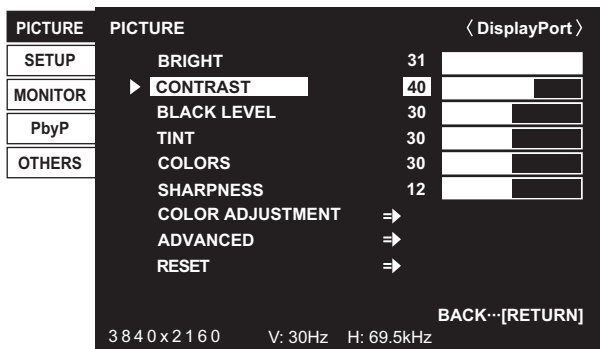 PICTURE
SETUP
MONITOR
PbyP
OTHERS
PICTURE 〈DisplayPort〉
BRIGHT 31
CONTRAST 40
BLACK LEVEL 30
TINT 30
COLORS 30
SHARPNESS 12
COLOR ADJUSTMENT
ADVANCED
RESET
BACK···[RETURN]
3840x2160 V: 30Hz H: 69.5kHz